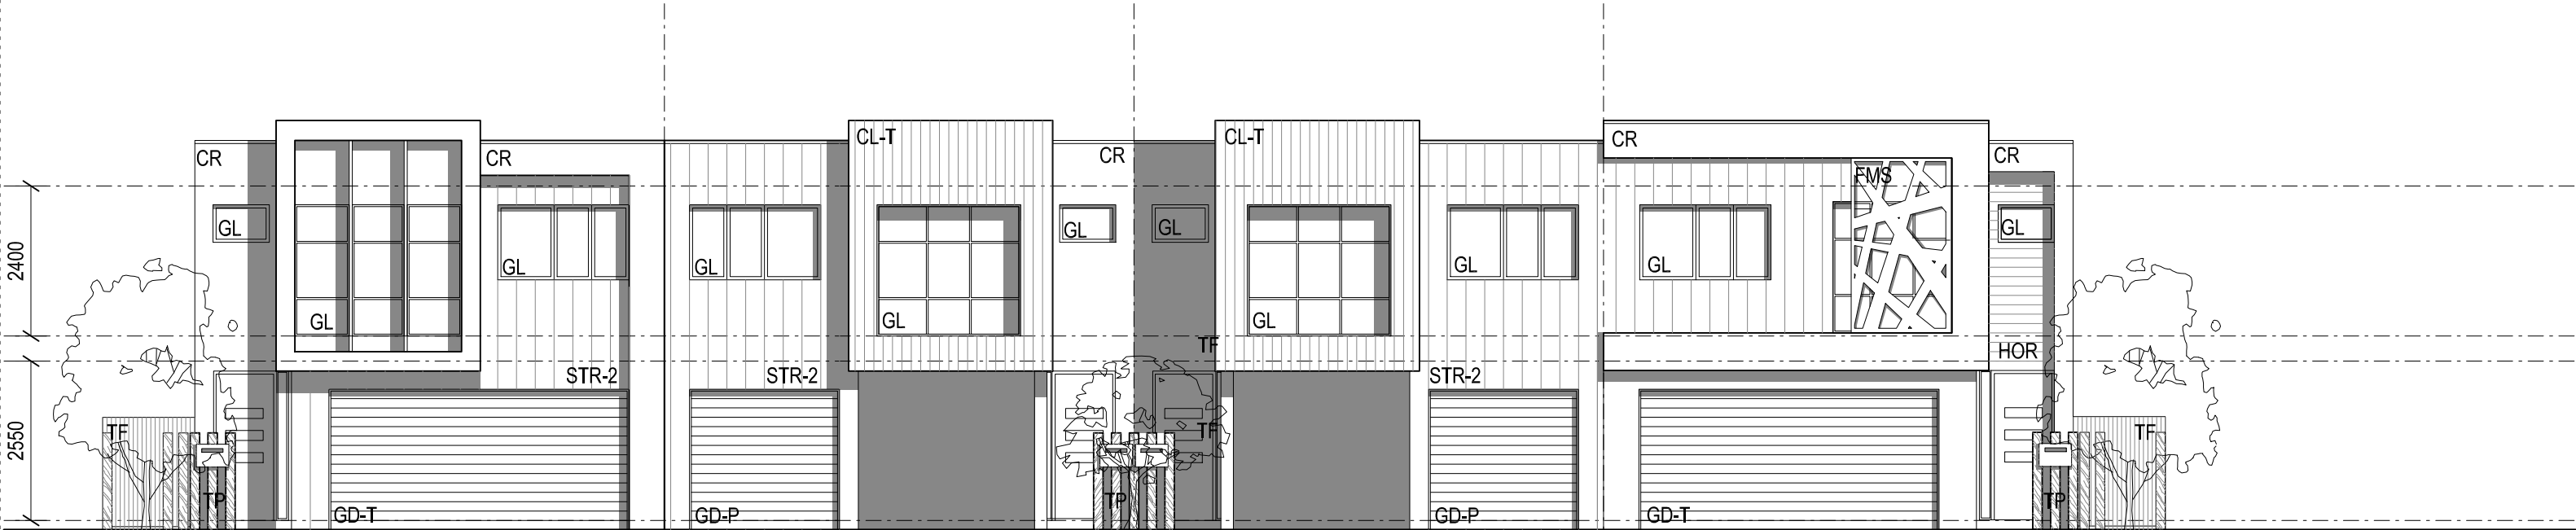 CL-T
CL-T
CR
CR
CR
CR
CR
FMS
GL
GL
GL
GL
GL
GL
GL
GL
GL
GL
GL
2400
TF
HOR
STR-2
STR-2
STR-2
2550
TF
TF
TF
TP
TP
TP
GD-T
GD-P
GD-P
GD-T